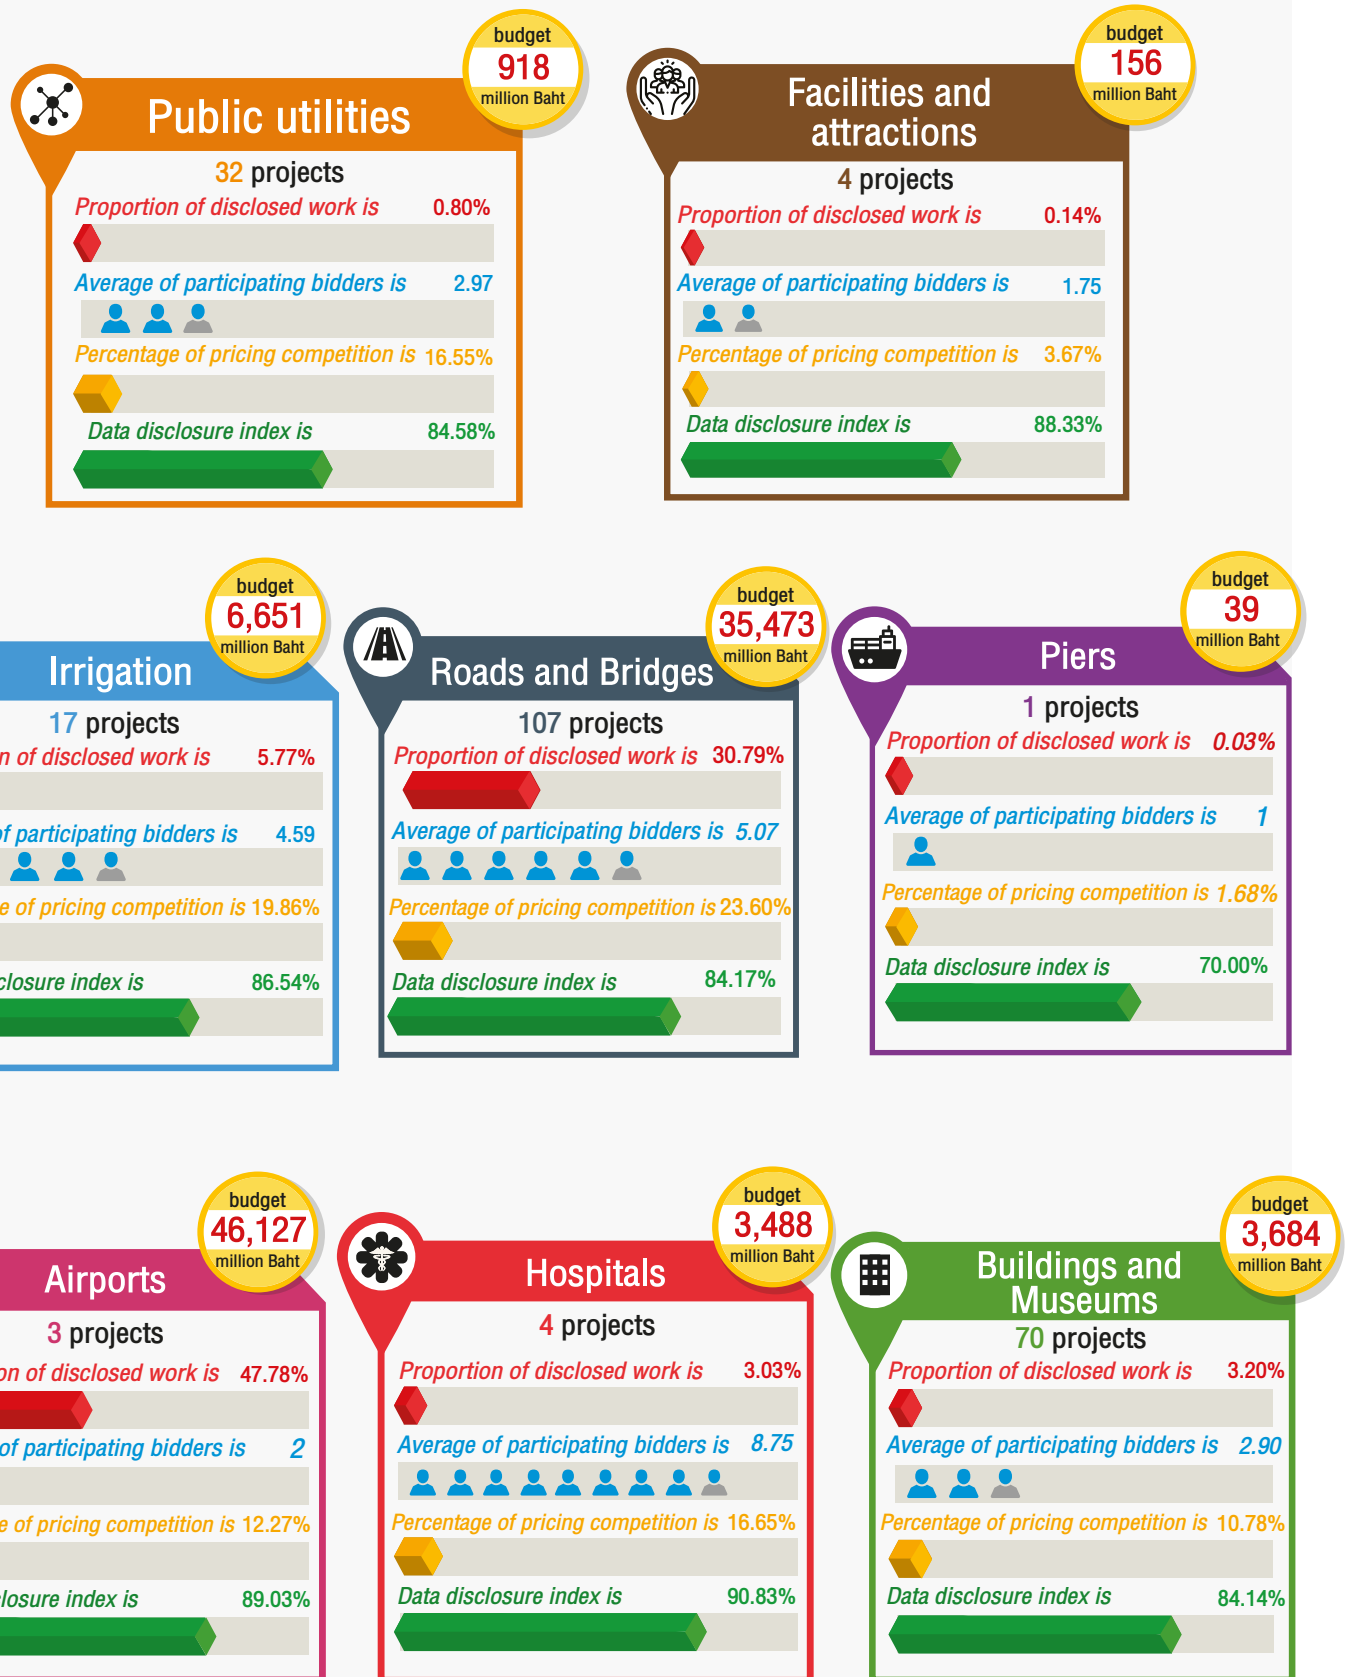 budget
918
million Baht
Public utilities
32 projects
Proportion of disclosed work is 0.80%
Average of participating bidders is 2.97
Percentage of pricing competition is 16.55%
Data disclosure index is 84.58%
budget
156
million Baht
Facilities and
attractions
4 projects
Proportion of disclosed work is 0.14%
Average of participating bidders is 1.75
Percentage of pricing competition is 3.67%
Data disclosure index is 88.33%
budget
6,651
million Baht
Irrigation
17 projects
n of disclosed work is 5.77%
of participating bidders is 4.59
e of pricing competition is 19.86%
closure index is 86.54%
budget
35,473
million Baht
Roads and Bridges
107 projects
Proportion of disclosed work is 30.79%
Average of participating bidders is 5.07
Percentage of pricing competition is 23.60%
Data disclosure index is 84.17%
budget
39
million Baht
Piers
1 projects
Proportion of disclosed work is 0.03%
Average of participating bidders is 1
Percentage of pricing competition is 1.68%
Data disclosure index is 70.00%
budget
46,127
million Baht
Airports
3 projects
on of disclosed work is 47.78%
of participating bidders is 2
e of pricing competition is 12.27%
losure index is 89.03%
budget
3,488
million Baht
Hospitals
4 projects
Proportion of disclosed work is 3.03%
Average of participating bidders is 8.75
Percentage of pricing competition is 16.65%
Data disclosure index is 90.83%
budget
3,684
million Baht
Buildings and
Museums
70 projects
Proportion of disclosed work is 3.20%
Average of participating bidders is 2.90
Percentage of pricing competition is 10.78%
Data disclosure index is 84.14%